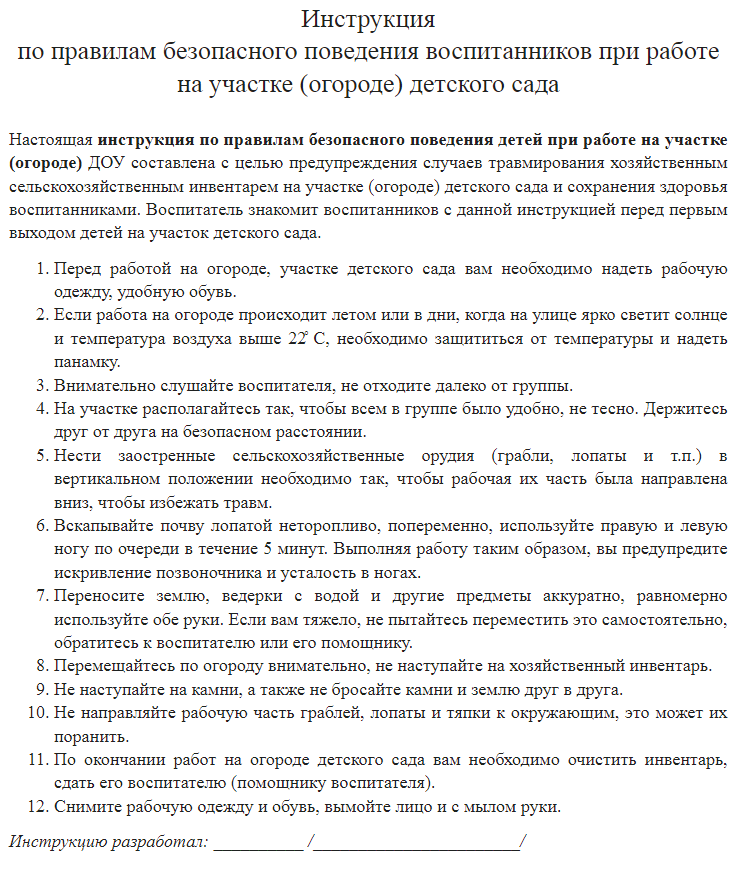 Инструкция
по правилам безопасного поведения воспитанников при работе
на участке (огороде) детского сада
Настоящая инструкция по правилам безопасного поведения детей при работе на участке
(огороде) ДОУ составлена с целью предупреждения случаев травмирования хозяйственным
сельскохозяйственным инвентарем на участке (огороде) детского сада и сохранения здоровья
воспитанниками. Воспитатель знакомит воспитанников с данной инструкцией перед первым
выходом детей на участок детского сада.
1. Перед работой на огороде, участке детского сада вам необходимо надеть рабочую
одежду, удобную обувь.
2. Если работа на огороде происходит летом или в дни, когда на улице ярко светит солнце
и температура воздуха выше 22° С, необходимо защититься от температуры и надеть
панамку.
3. Внимательно слушайте воспитателя, не отходите далеко от группы.
4. На участке располагайтесь так, чтобы всем в группе было удобно, не тесно. Держитесь
друг от друга на безопасном расстоянии.
5. Нести заостренные сельскохозяйственные орудия (грабли, лопаты и т.п.) в
вертикальном положении необходимо так, чтобы рабочая их часть была направлена
вниз, чтобы избежать травм.
6. Вскапывайте почву лопатой неторопливо, попеременно, используйте правую и левую
ногу по очереди в течение 5 минут. Выполняя работу таким образом, вы предупредите
искривление позвоночника и усталость в ногах.
7. Переносите землю, ведерки с водой и другие предметы аккуратно, равномерно
используйте обе руки. Если вам тяжело, не пытайтесь переместить это самостоятельно,
обратитесь к воспитателю или его помощнику.
8. Перемещайтесь по огороду внимательно, не наступайте на хозяйственный инвентарь.
9. Не наступайте на камни, а также не бросайте камни и землю друг в друга.
10. Не направляйте рабочую часть граблей, лопаты и тяпки к окружающим, это может их
поранить.
11. По окончании работ на огороде детского сада вам необходимо очистить инвентарь,
сдать его воспитателю (помощнику воспитателя).
12. Снимите рабочую одежду и обувь, вымойте лицо и с мылом руки.
Инструкцию разработал: __________ /_______________________/